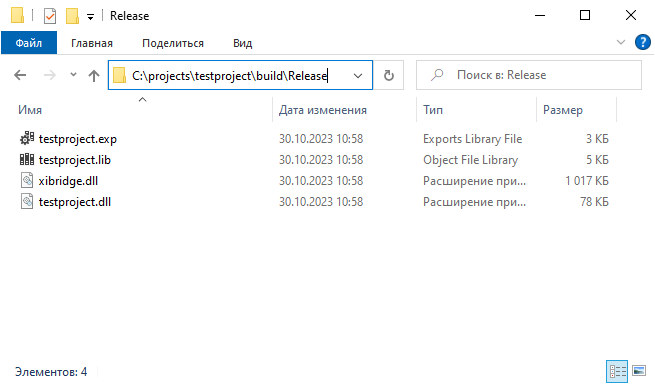 Release
Файл Главная Поделиться Вид
C:\projects\testproject\build\Release Поиск в: Release
Имя Дата изменения Тип Размер
testproject.exp 30.10.2023 10:58 Exports Library File 3 КБ
testproject.lib 30.10.2023 10:58 Object File Library 5 КБ
xibridge.dll 30.10.2023 10:58 Расширение при... 1 017 КБ
testproject.dll 30.10.2023 10:58 Расширение при... 78 КБ
Элементов: 4